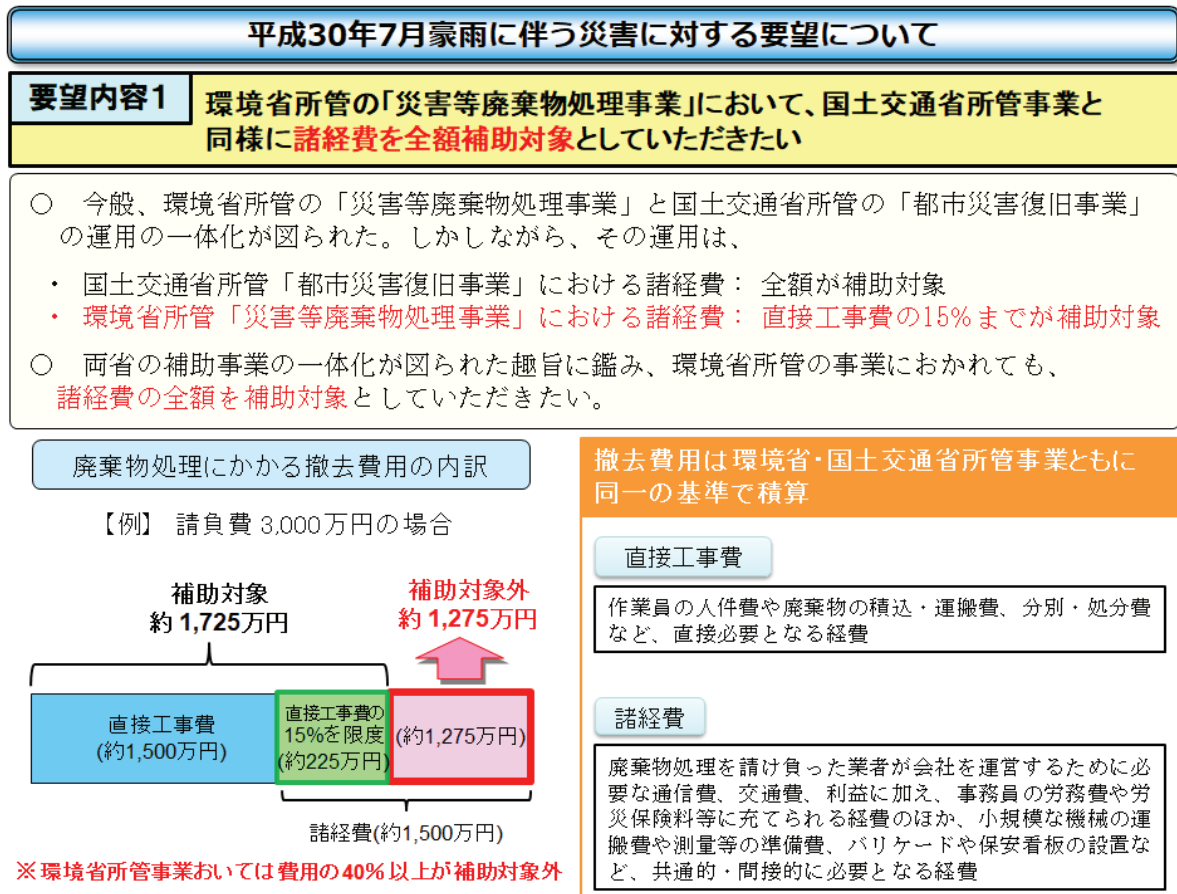 平成30年7月豪雨に伴う災害に対する要望について
要望内容1
環境省所管の「災害等廃棄物処理事業」において、国土交通省所管事業と
同様に諸経費を全額補助対象としていただきたい
○ 今般、環境省所管の「災害等廃棄物処理事業」と国土交通省所管の「都市災害復旧事業」
の運用の一体化が図られた。しかしながら、その運用は、
・ 国土交通省所管「都市災害復旧事業」における諸経費： 全額が補助対象
・ 環境省所管「災害等廃棄物処理事業」における諸経費： 直接工事費の15%までが補助対象
○ 両省の補助事業の一体化が図られた趣旨に鑑み、環境省所管の事業におかれても、
諸経費の全額を補助対象としていただきたい。
廃棄物処理にかかる撤去費用の内訳
【例】 請負費 3,000万円の場合
補助対象
約 1,725万円
補助対象外
約 1,275万円
直接工事費
(約1,500万円)
直接工事費の
15%を限度
(約225万円)
(約1,275万円)
諸経費(約1,500万円)
※環境省所管事業おいては費用の40%以上が補助対象外
撤去費用は環境省・国土交通省所管事業ともに
同一の基準で積算
直接工事費
作業員の人件費や廃棄物の積込・運搬費、分別・処分費
など、直接必要となる経費
諸経費
廃棄物処理を請け負った業者が会社を運営するために必
要な通信費、交通費、利益に加え、事務員の労務費や労
災保険料等に充てられる経費のほか、小規模な機械の運
搬費や測量等の準備費、バリケードや保安看板の設置な
ど、共通的・間接的に必要となる経費